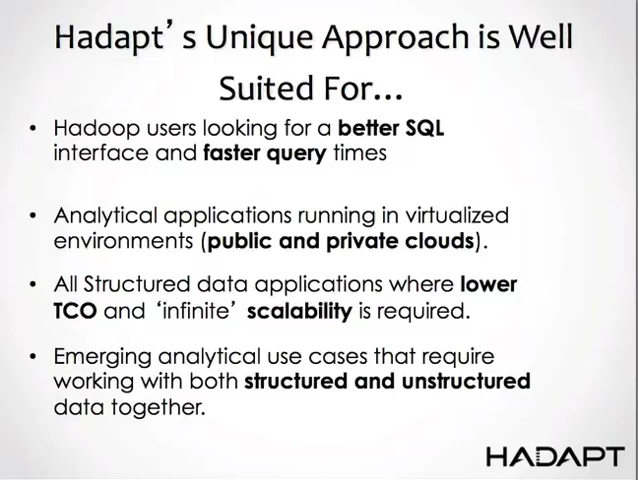 Hadapt’s Unique Approach is Well
Suited For…
• Hadoop users looking for a better SQL
interface and faster query times
• Analytical applications running in virtualized
environments (public and private clouds).
• All Structured data applications where lower
TCO and ‘infinite’ scalability is required.
• Emerging analytical use cases that require
working with both structured and unstructured
data together.
HADAPT